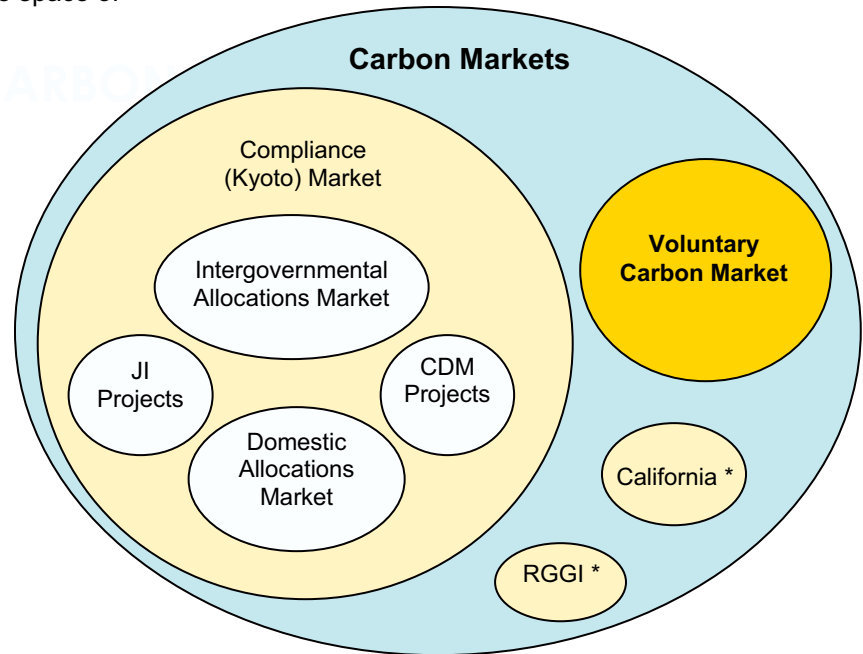 Carbon Markets
ARBON
Compliance
(Kyoto) Market
Intergovernmental
Allocations Market
JI
Projects
CDM
Projects
Domestic
Allocations
Market
Voluntary
Carbon Market
California *
RGGI *